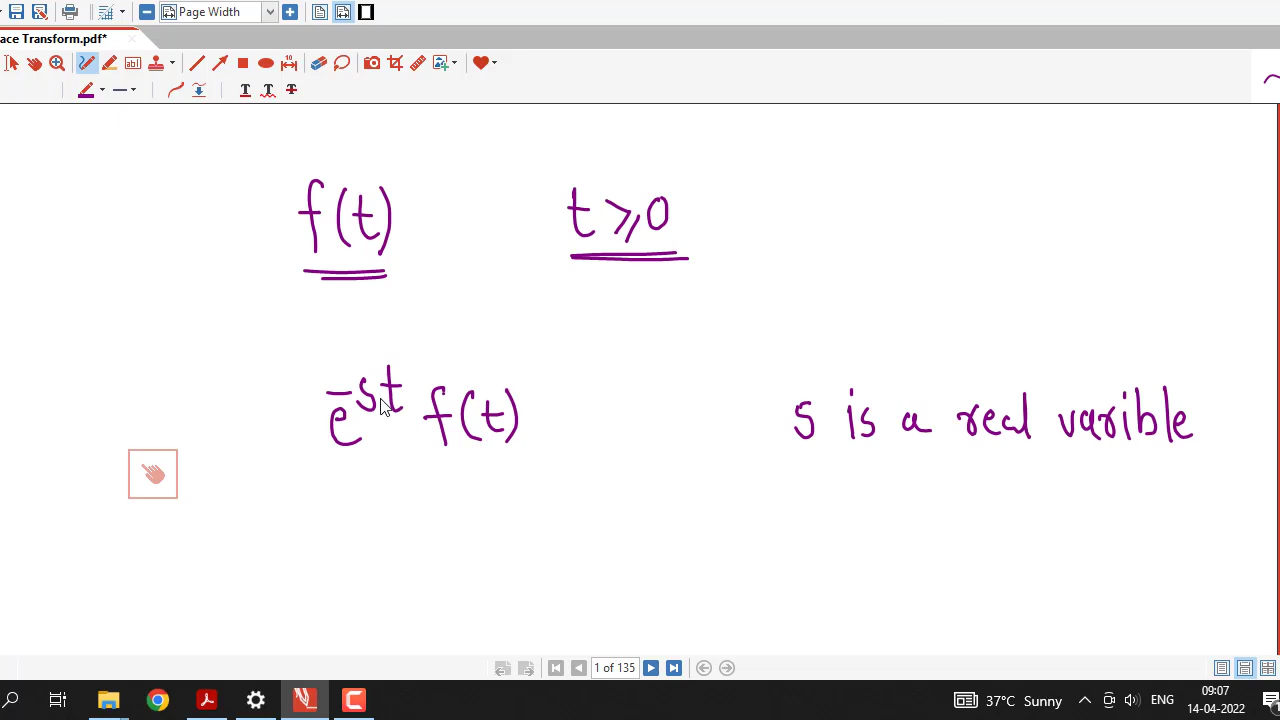 Page Width
ace Transform.pdf*
f(t) t ⩾ 0
e^-st f(t) s is a real varible
1 of 135
37°C Sunny ENG 09:07
14-04-2022